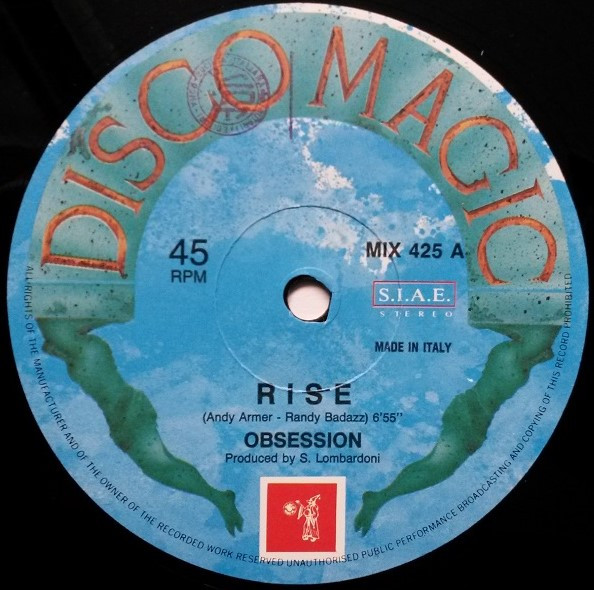 DISCO MAGIC
45
RPM
MIX 425 A
S.I.A.E.
STEREO
MADE IN ITALY
RISE
(Andy Armer - Randy Badazz) 6'55''
OBSESSION
Produced by S. Lombardoni
ALL RIGHTS OF THE MANUFACTURER AND OF THE OWNER OF THE RECORDED WORK RESERVED UNAUTHORISED PUBLIC PERFORMANCE BROADCASTING AND COPYING OF THIS RECORD PROHIBITED